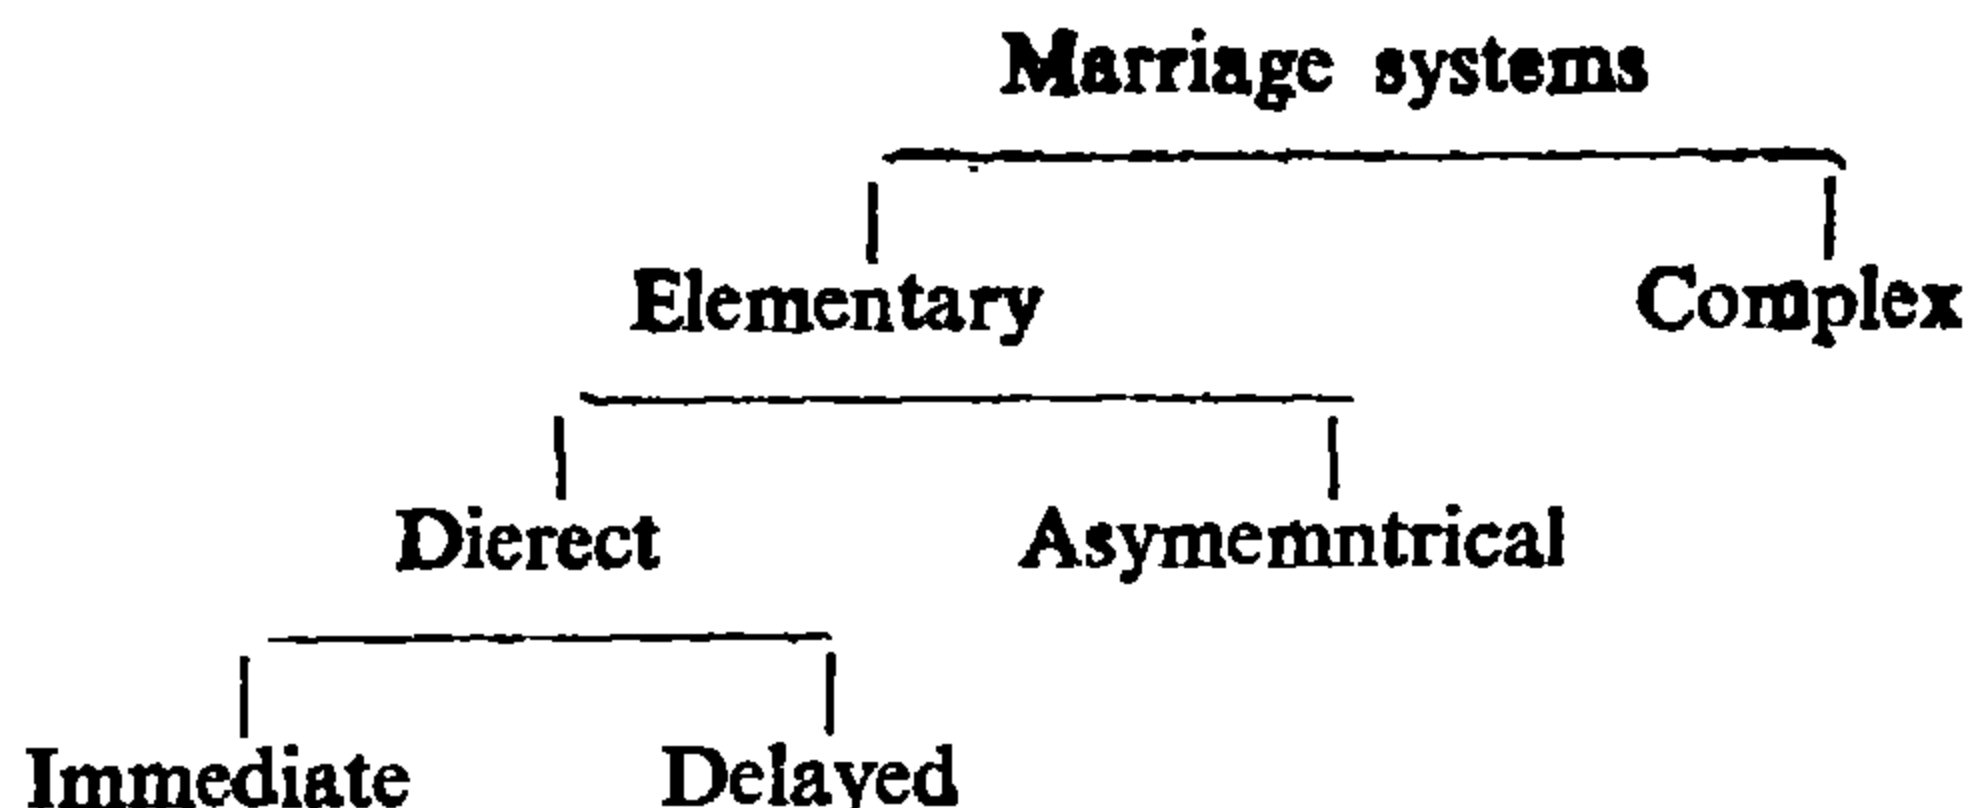 Marriage systems
Elementary Complex
Dierect Asymemntrical
Immediate Delayed